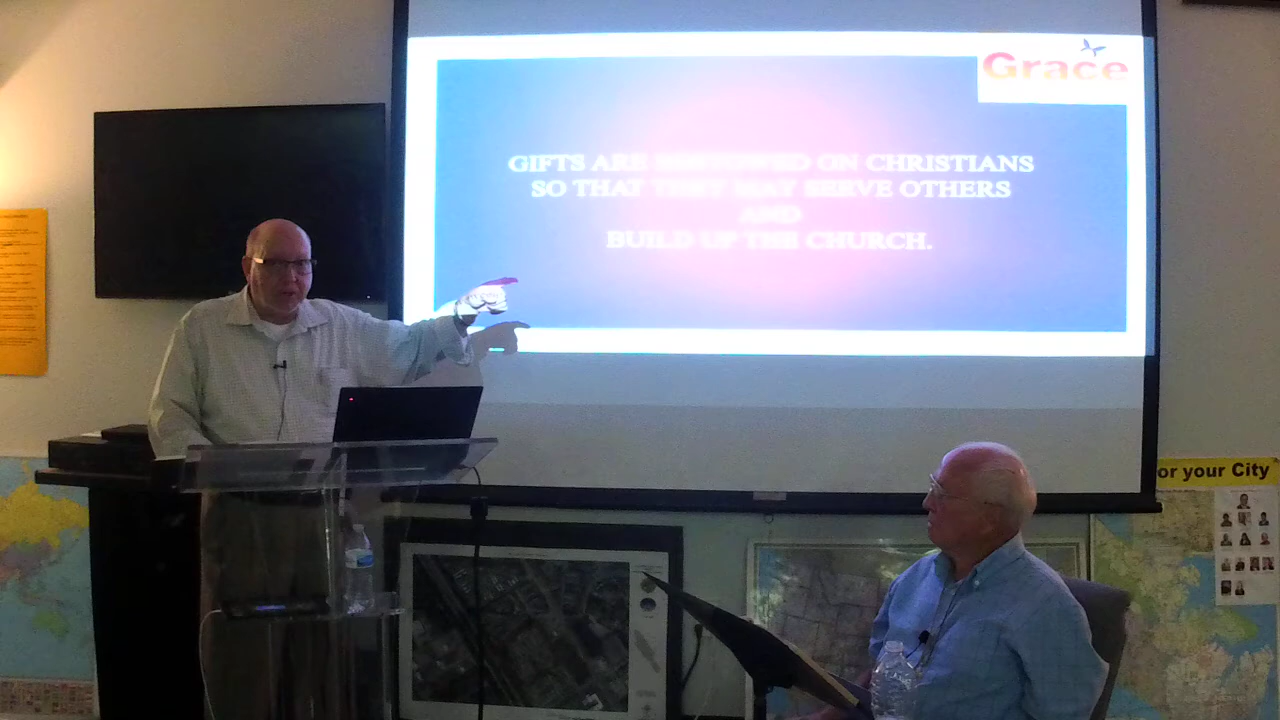 Grace
GIFTS ARE BESTOWED ON CHRISTIANS
SO THAT THEY MAY SERVE OTHERS
AND
BUILD UP THE CHURCH.
or your City